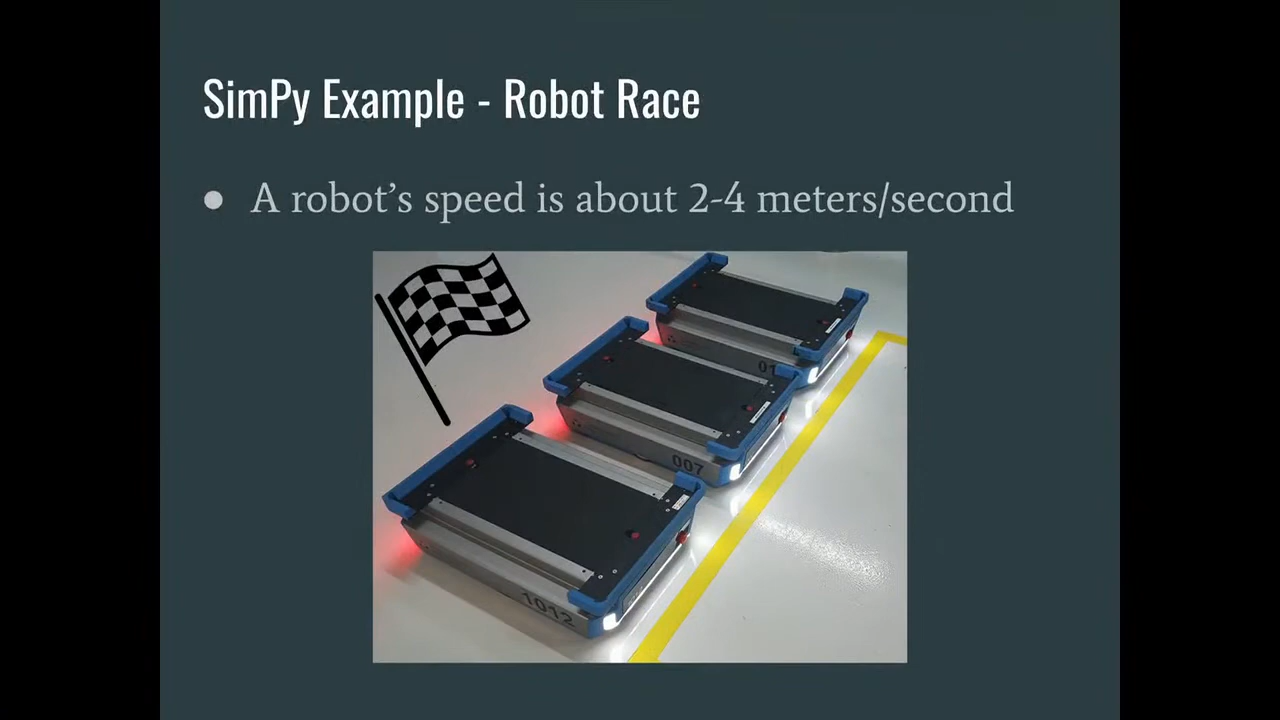 SimPy Example - Robot Race
● A robot's speed is about 2-4 meters/second
01
007
1012